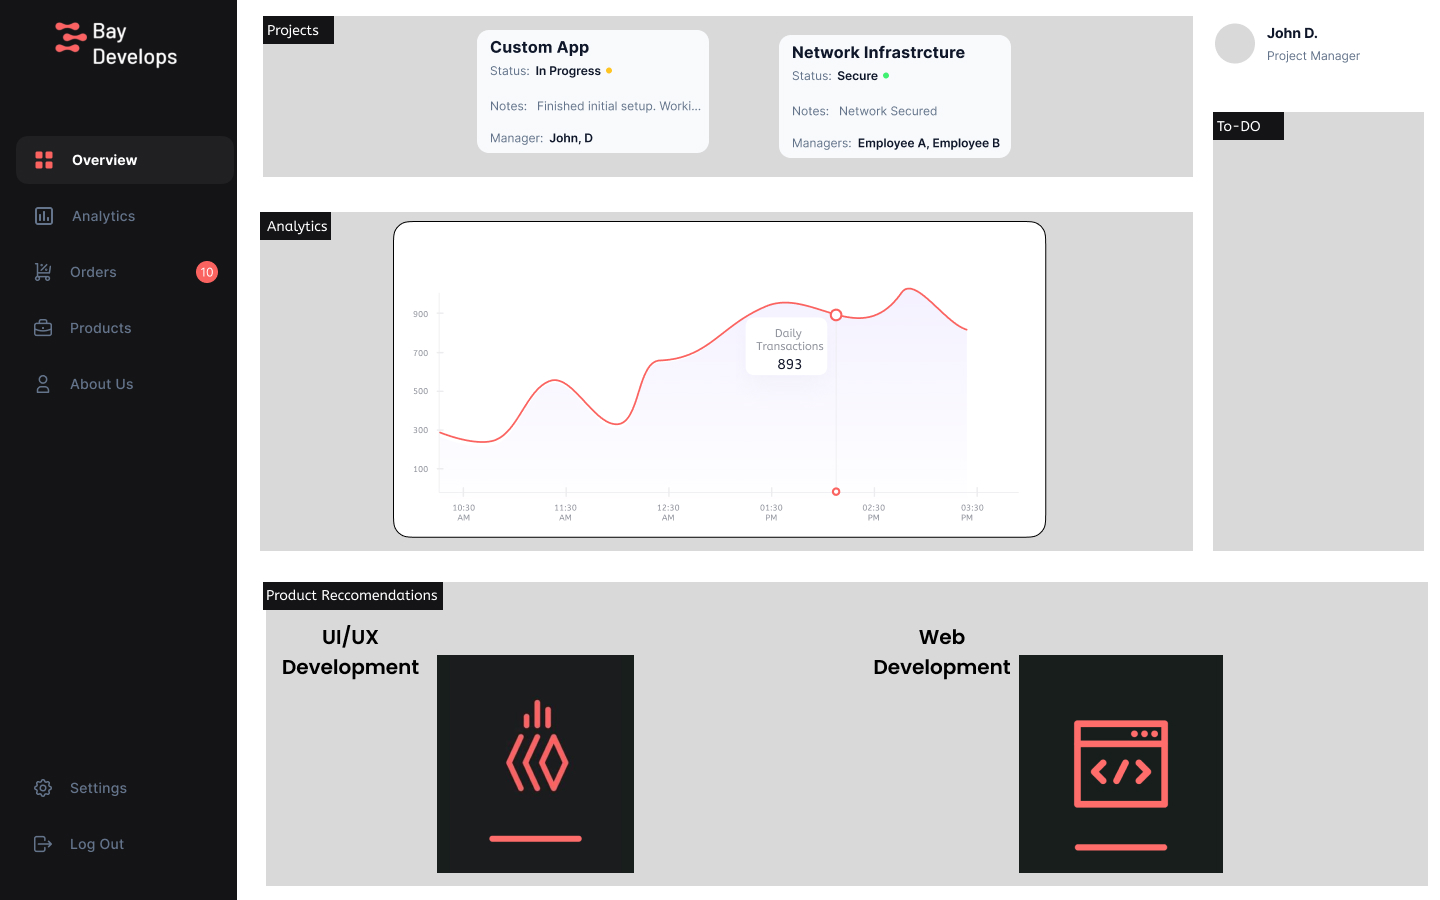 Bay
Develops
Overview
Analytics
Orders
10
Products
About Us
Settings
Log Out
Projects
Custom App
Status: In Progress
Notes: Finished initial setup. Worki...
Manager: John, D
Network Infrastrcture
Status: Secure
Notes: Network Secured
Managers: Employee A, Employee B
John D.
Project Manager
To-DO
Analytics
900
700
500
300
100
Daily
Transactions
893
10:30
AM
11:30
AM
12:30
AM
01:30
PM
02:30
PM
03:30
PM
Product Reccomendations
UI/UX
Development
Web
Development